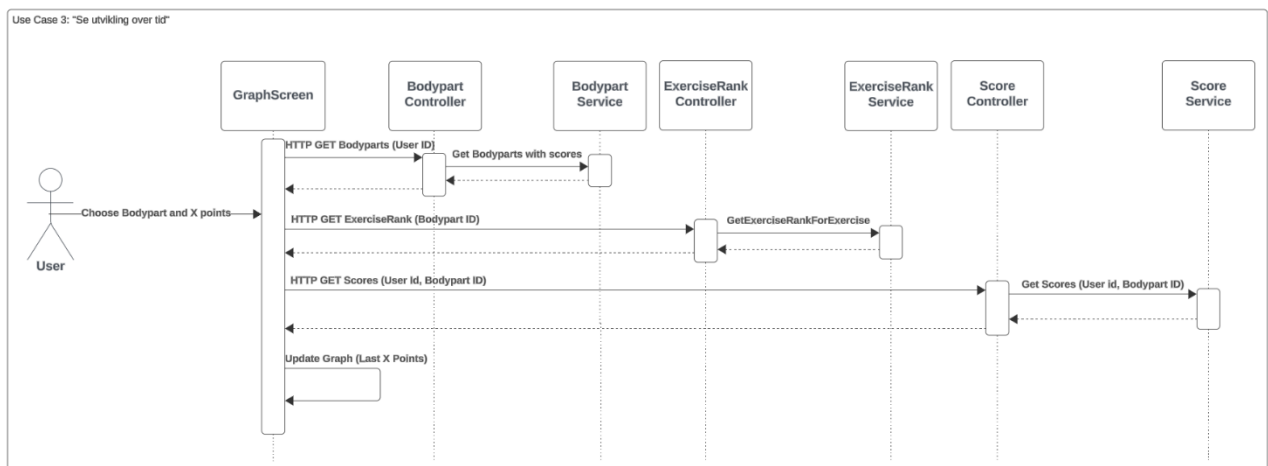 Use Case 3: "Se utvikling over tid"
GraphScreen
Bodypart
Controller
Bodypart
Service
ExerciseRank
Controller
ExerciseRank
Service
Score
Controller
Score
Service
HTTP GET Bodyparts (User ID)
Get Bodyparts with scores
Choose Bodypart and X points
User
HTTP GET ExerciseRank (Bodypart ID)
GetExerciseRankForExercise
HTTP GET Scores (User Id, Bodypart ID)
Get Scores (User id, Bodypart ID)
Update Graph (Last X Points)